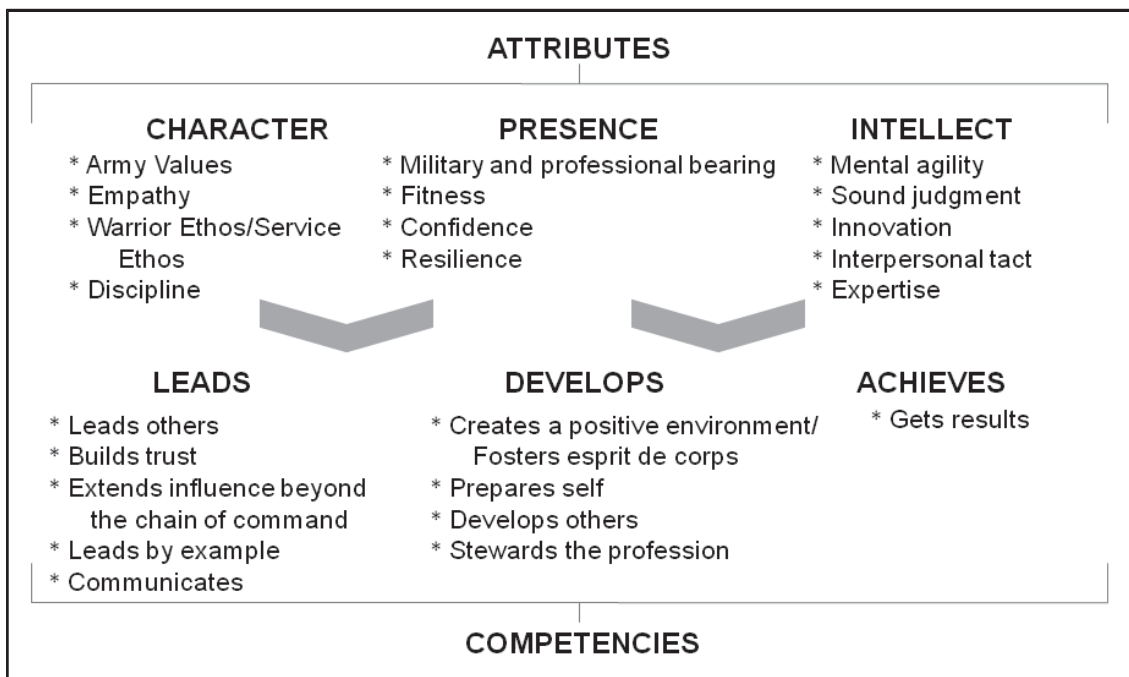 ATTRIBUTES
CHARACTER
* Army Values
* Empathy
* Warrior Ethos/Service
Ethos
* Discipline
PRESENCE
* Military and professional bearing
* Fitness
* Confidence
* Resilience
INTELLECT
* Mental agility
* Sound judgment
* Innovation
* Interpersonal tact
* Expertise
LEADS
* Leads others
* Builds trust
* Extends influence beyond
the chain of command
* Leads by example
* Communicates
DEVELOPS
* Creates a positive environment/
Fosters esprit de corps
* Prepares self
* Develops others
* Stewards the profession
ACHIEVES
* Gets results
COMPETENCIES